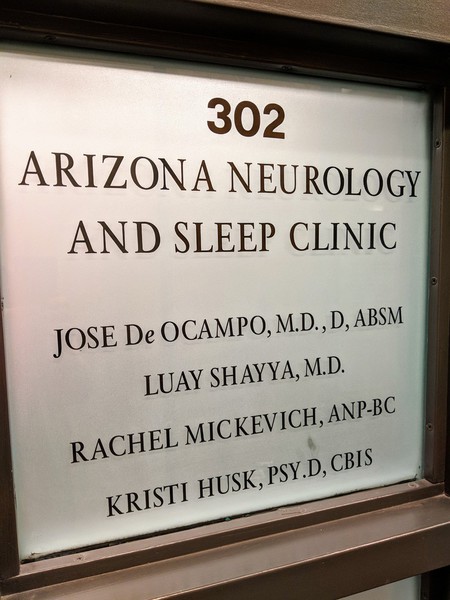 302
ARIZONA NEUROLOGY
AND SLEEP CLINIC
JOSE De OCAMPO, M.D., D, ABSM
LUAY SHAYYA, M.D.
RACHEL MICKEVICH, ANP-BC
KRISTI HUSK, PSY.D, CBIS